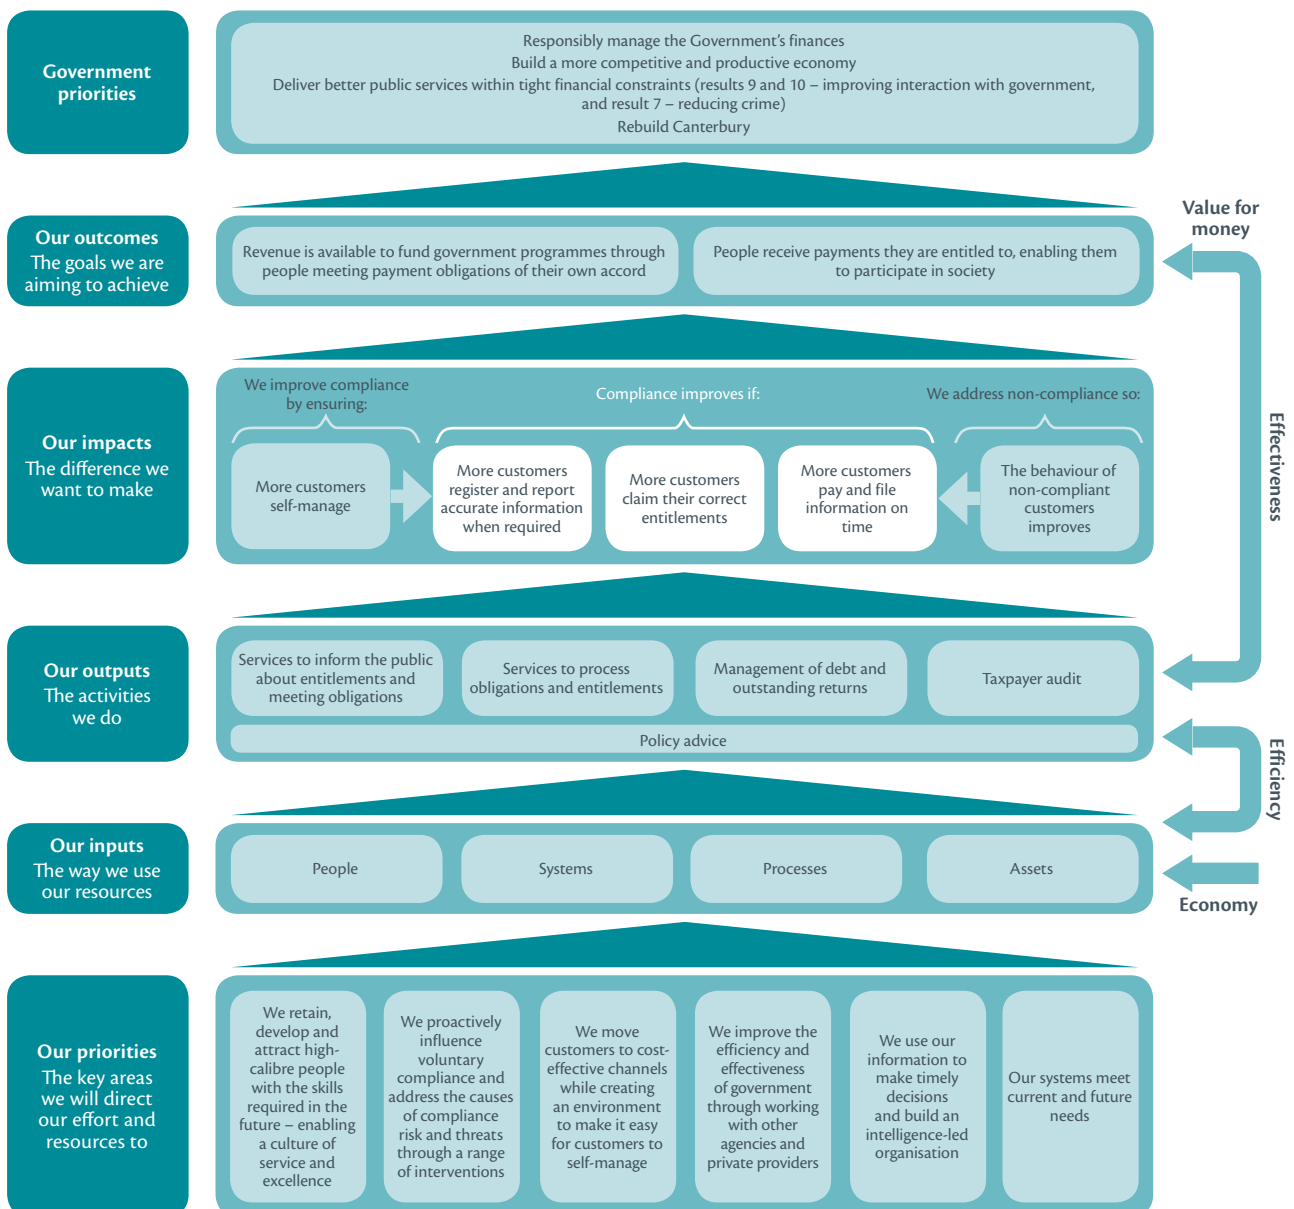 Government
priorities
Responsibly manage the Government’s finances
Build a more competitive and productive economy
Deliver better public services within tight financial constraints (results 9 and 10 – improving interaction with government,
and result 7 – reducing crime)
Rebuild Canterbury
Our outcomes
The goals we are
aiming to achieve
Revenue is available to fund government programmes through
people meeting payment obligations of their own accord
People receive payments they are entitled to, enabling them
to participate in society
Value for
money
Effectiveness
Our impacts
The difference we
want to make
We improve compliance
by ensuring:
Compliance improves if:
We address non-compliance so:
More customers
self-manage
More customers
register and report
accurate information
when required
More customers
claim their correct
entitlements
More customers
pay and file
information on
time
The behaviour of
non-compliant
customers
improves
Our outputs
The activities
we do
Services to inform the public
about entitlements and
meeting obligations
Services to process
obligations and entitlements
Management of debt and
outstanding returns
Taxpayer audit
Policy advice
Efficiency
Our inputs
The way we use
our resources
People
Systems
Processes
Assets
Economy
Our priorities
The key areas
we will direct
our effort and
resources to
We retain,
develop and
attract high-
calibre people
with the skills
required in the
future – enabling
a culture of
service and
excellence
We proactively
influence
voluntary
compliance and
address the causes
of compliance
risk and threats
through a range
of interventions
We move
customers to cost-
effective channels
while creating
an environment
to make it easy
for customers to
self-manage
We improve the
efficiency and
effectiveness
of government
through working
with other
agencies and
private providers
We use our
information to
make timely
decisions
and build an
intelligence-led
organisation
Our systems meet
current and future
needs